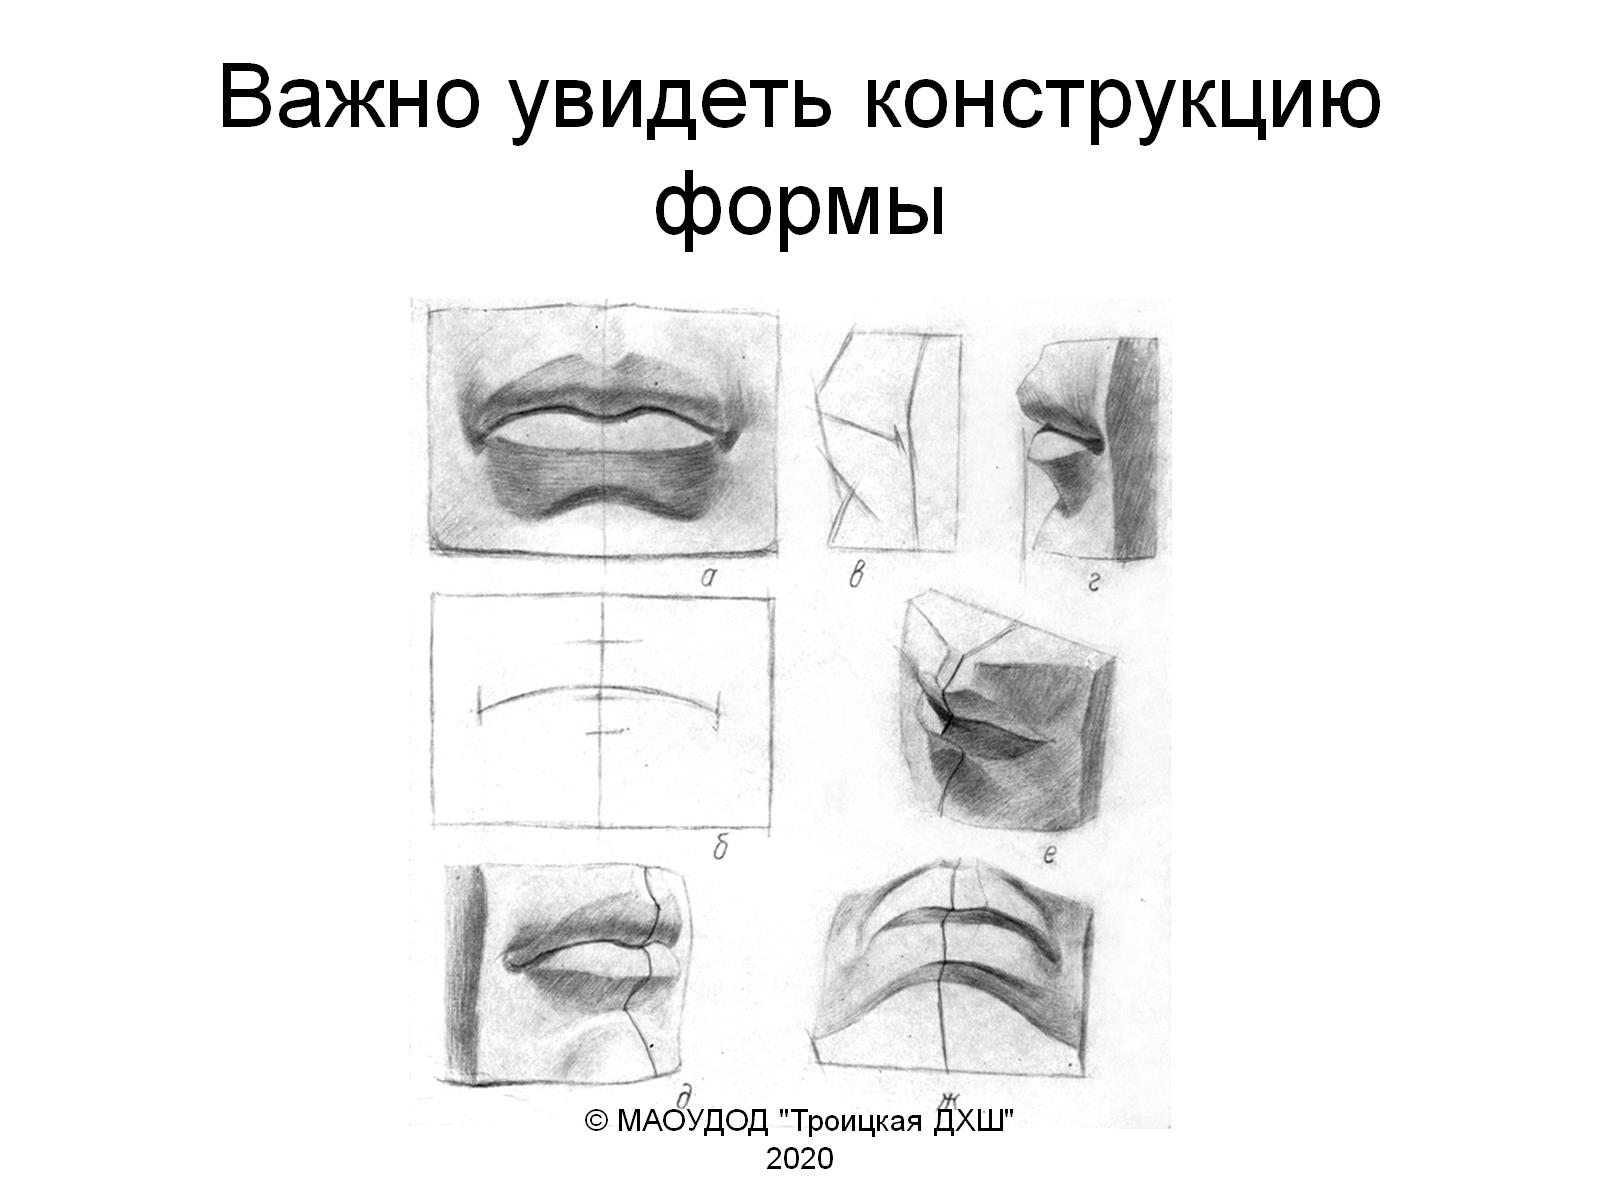 Важно увидеть конструкцию
формы
а
в
г
б
е
д
ж
© МАОУДОД "Троицкая ДХШ"
2020